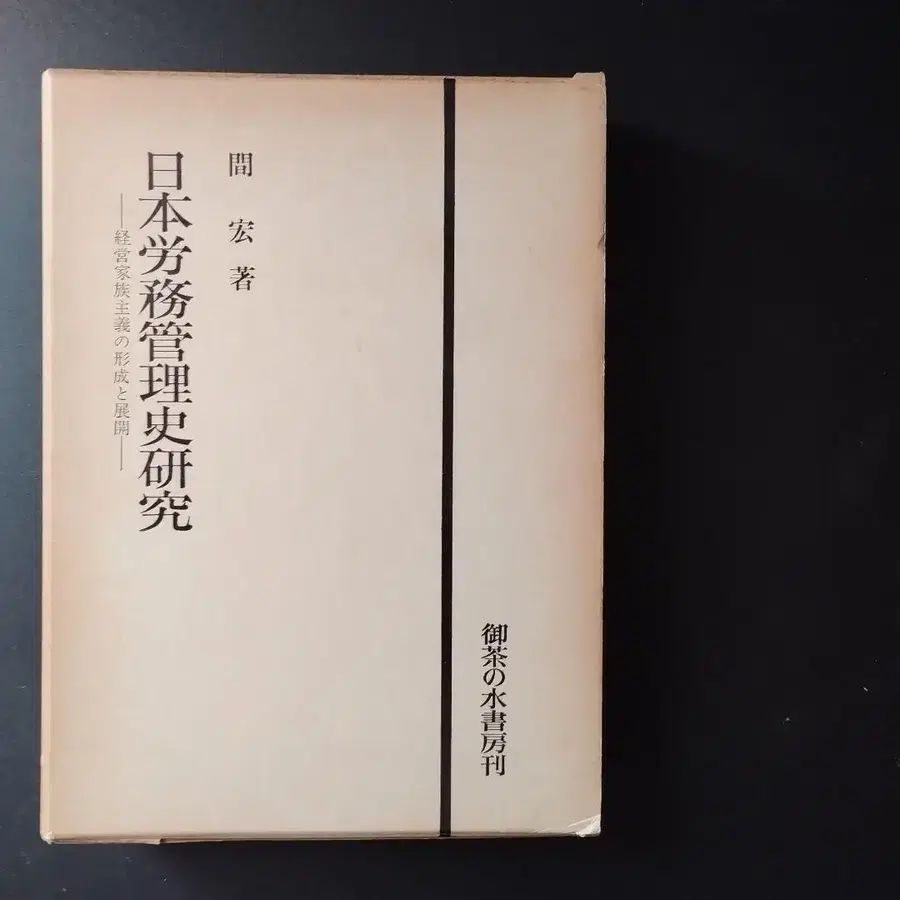 間宏著
日本労務管理史研究
――経営家族主義の形成と展開――
御茶の水書房刊